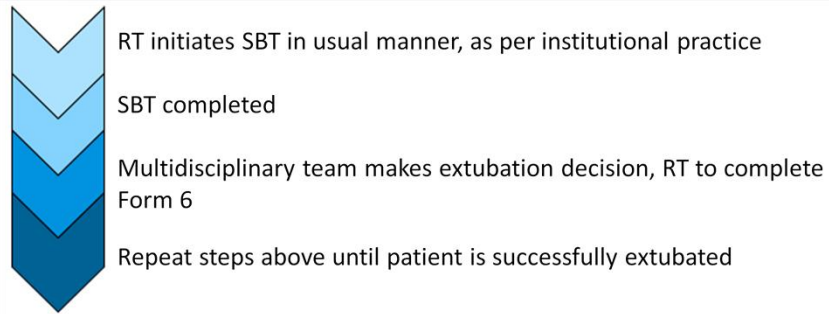 RT initiates SBT in usual manner, as per institutional practice
SBT completed
Multidisciplinary team makes extubation decision, RT to complete
Form 6
Repeat steps above until patient is successfully extubated